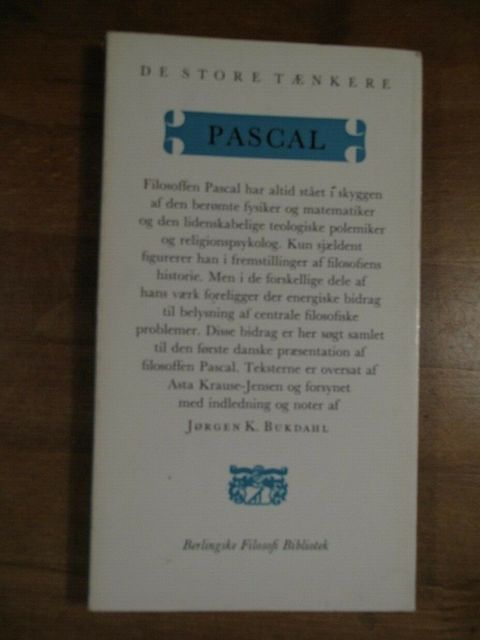 DE STORE TÆNKERE
PASCAL
Filosoffen Pascal har altid stået i skyggen
af den berømte fysiker og matematiker
og den lidenskabelige teologiske polemiker
og religionspsykolog. Kun sjældent
figurerer han i fremstillinger af filosofiens
historie. Men i de forskellige dele af
hans værk foreligger der energiske bidrag
til belysning af centrale filosofiske
problemer. Disse bidrag er her søgt samlet
til den første danske præsentation af
filosoffen Pascal. Teksterne er oversat af
Asta Krause-Jensen og forsynet
med indledning og noter af
JØRGEN K. BUKDAHL
Berlingske Filosofi Bibliotek